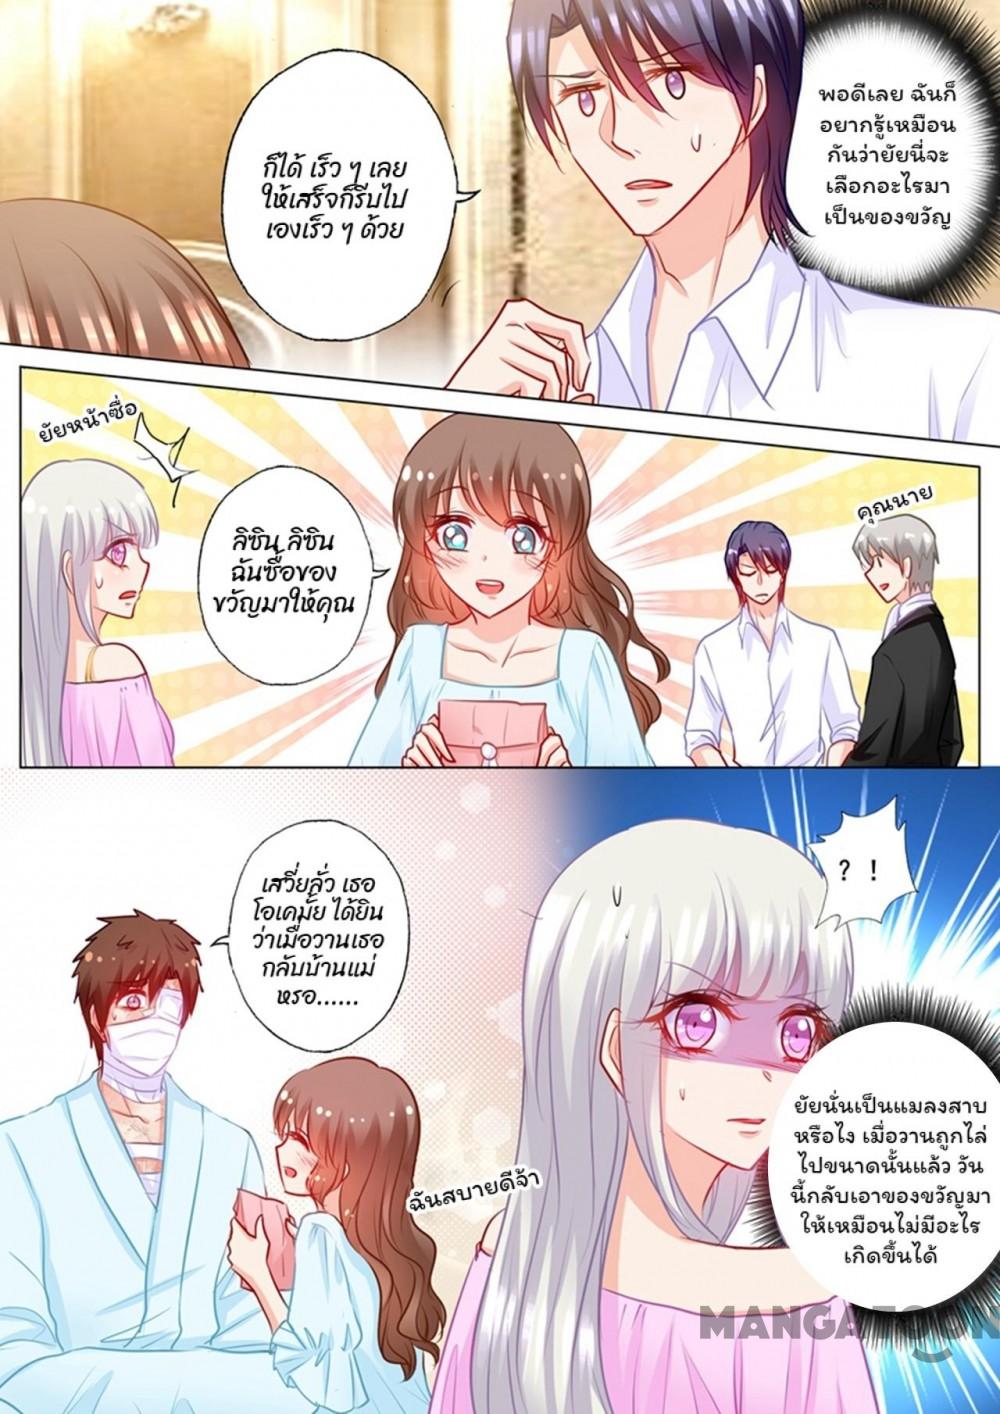 ก็ได้ เร็ว ๆ เลย
ให้เสร็จก็รีบไป
เองเร็ว ๆ ด้วย
พอดีเลย ฉันก็
อยากรู้เหมือน
กันว่ายัยนี่จะ
เลือกอะไรมา
เป็นของขวัญ
ยัยหน้าซื่อ
ลิซิน ลิซิน
ฉันซื้อของ
ขวัญมาให้คุณ
คุณนาย
เสวี่ยลั่ว เธอ
โอเคมั้ย ได้ยิน
ว่าเมื่อวานเธอ
กลับบ้านแม่
หรอ......
? !
ฉันสบายดีจ้า
ยัยนั่นเป็นแมลงสาบ
หรือไง เมื่อวานถูกไล่
ไปขนาดนั้นแล้ว วัน
นี้กลับเอาของขวัญมา
ให้เหมือนไม่มีอะไร
เกิดขึ้นได้
MANGATOON